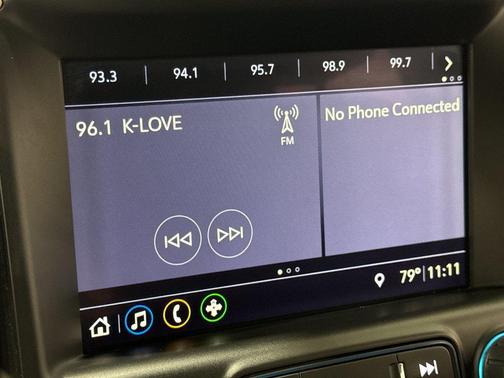 93.3 94.1 95.7 98.9 99.7
96.1 K-LOVE
FM
No Phone Connected
79° 11:11